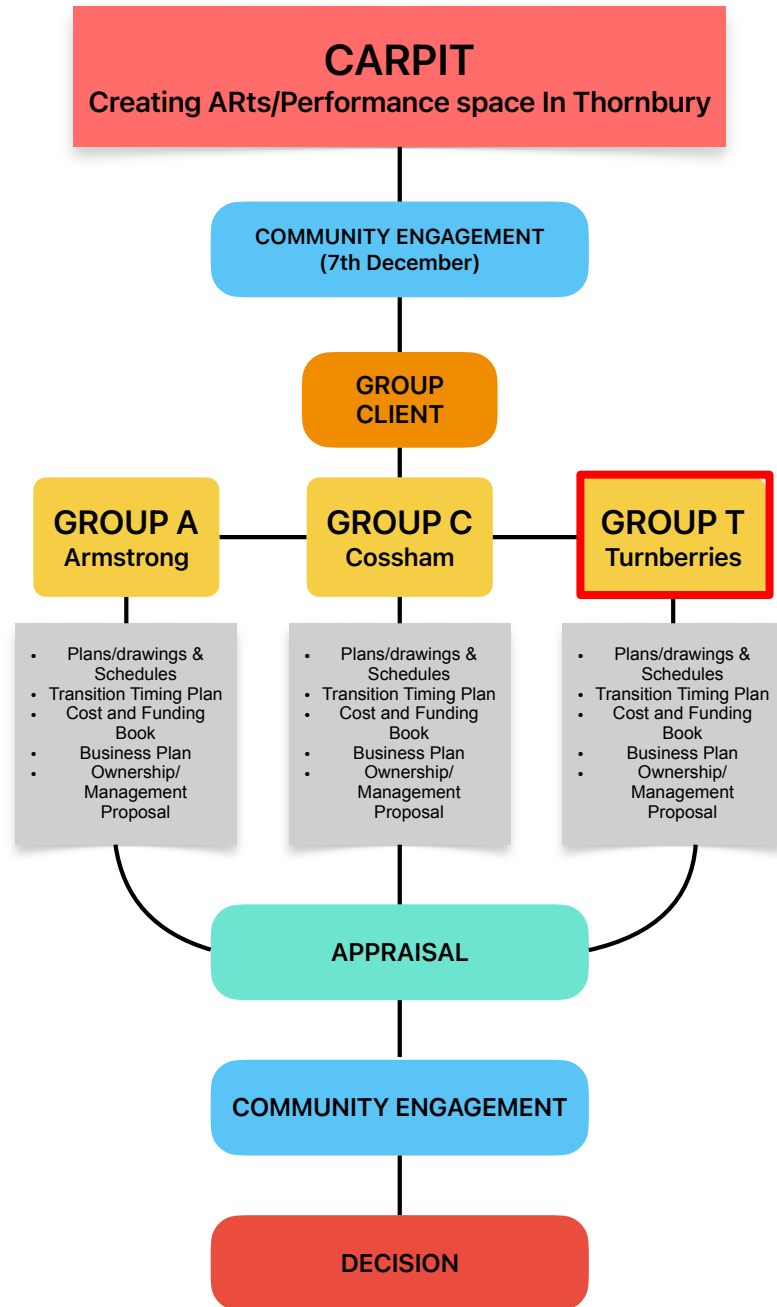 CARPIT
Creating ARts/Performance space In Thornbury
COMMUNITY ENGAGEMENT
(7th December)
GROUP
CLIENT
GROUP A
Armstrong
GROUP C
Cossham
GROUP T
Turnberries
• Plans/drawings &
Schedules
• Transition Timing Plan
• Cost and Funding
Book
• Business Plan
• Ownership/
Management
Proposal
• Plans/drawings &
Schedules
• Transition Timing Plan
• Cost and Funding
Book
• Business Plan
• Ownership/
Management
Proposal
• Plans/drawings &
Schedules
• Transition Timing Plan
• Cost and Funding
Book
• Business Plan
• Ownership/
Management
Proposal
APPRAISAL
COMMUNITY ENGAGEMENT
DECISION